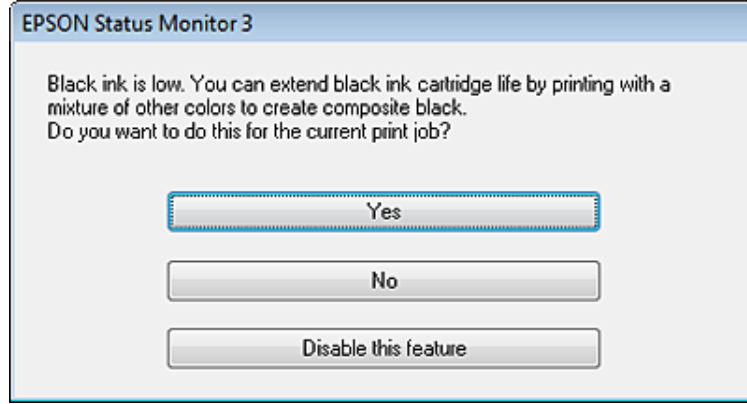 EPSON Status Monitor 3
Black ink is low. You can extend black ink cartridge life by printing with a
mixture of other colors to create composite black.
Do you want to do this for the current print job?
Yes
No
Disable this feature